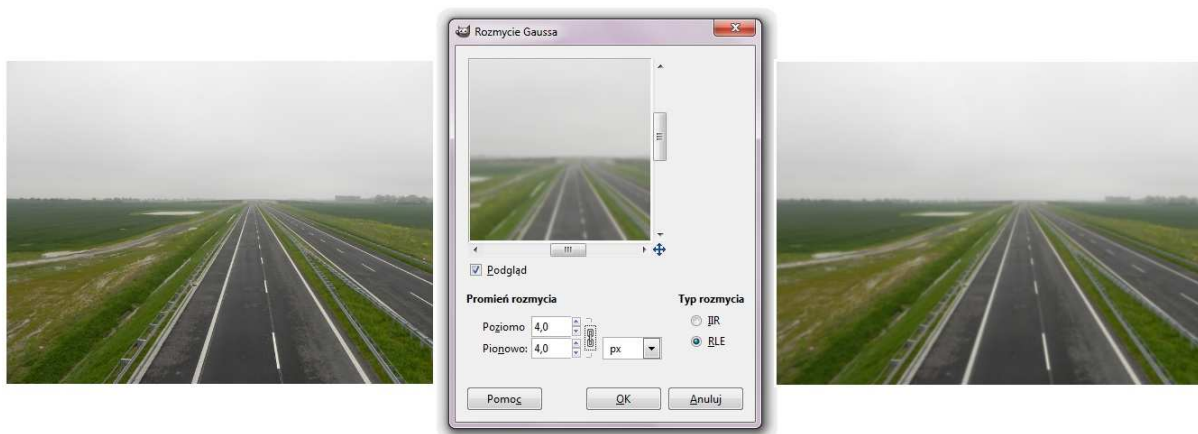 Rozmycie Gaussa
Podgląd
Promień rozmycia
Typ rozmycia
Poziomo 4,0
IIR
Pionowo: 4,0
px
RLE
Pomoc
OK
Anuluj